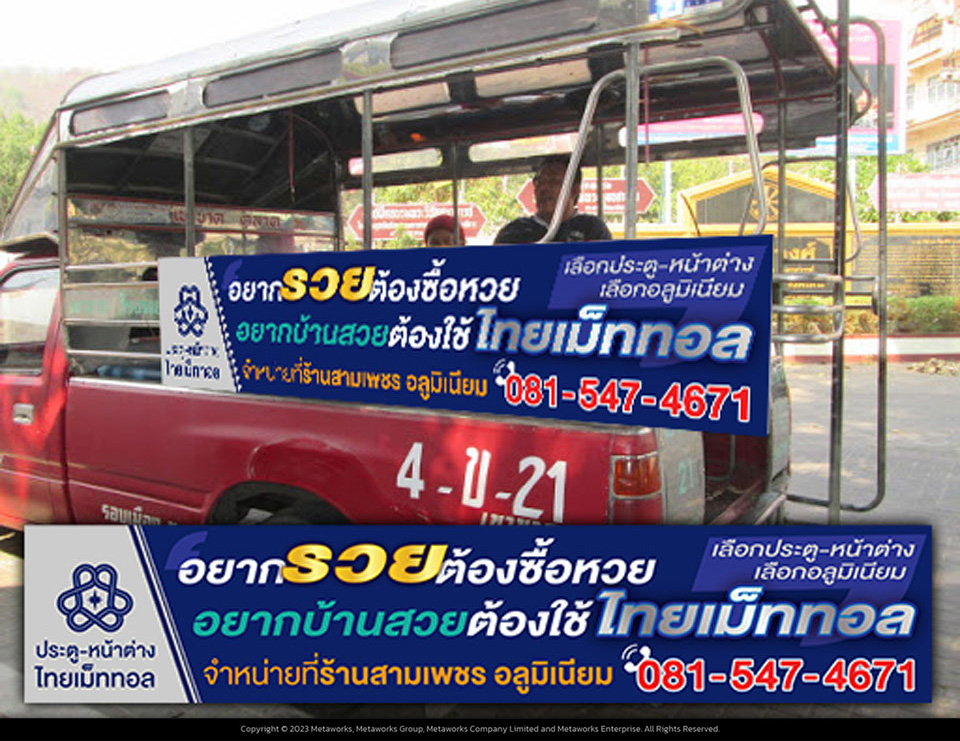 อยากรวยต้องซื้อหวย
เลือกประตู-หน้าต่าง
เลือกอลูมิเนียม
อยากบ้านสวยต้องใช้ไทยเม็ททอล
ไทยเม็ททอล
จำหน่ายที่ร้านสามเพชร อลูมิเนียม 081-547-4671
4-ข-21
21
รอบเมือง
อยากรวยต้องซื้อหวย
เลือกประตู-หน้าต่าง
เลือกอลูมิเนียม
อยากบ้านสวยต้องใช้ไทยเม็ททอล
ประตู-หน้าต่าง
ไทยเม็ททอล
จำหน่ายที่ร้านสามเพชร อลูมิเนียม 081-547-4671
Copyright © 2023 Metaworks, Metaworks Group, Metaworks Company Limited and Metaworks Enterprise. All Rights Reserved.